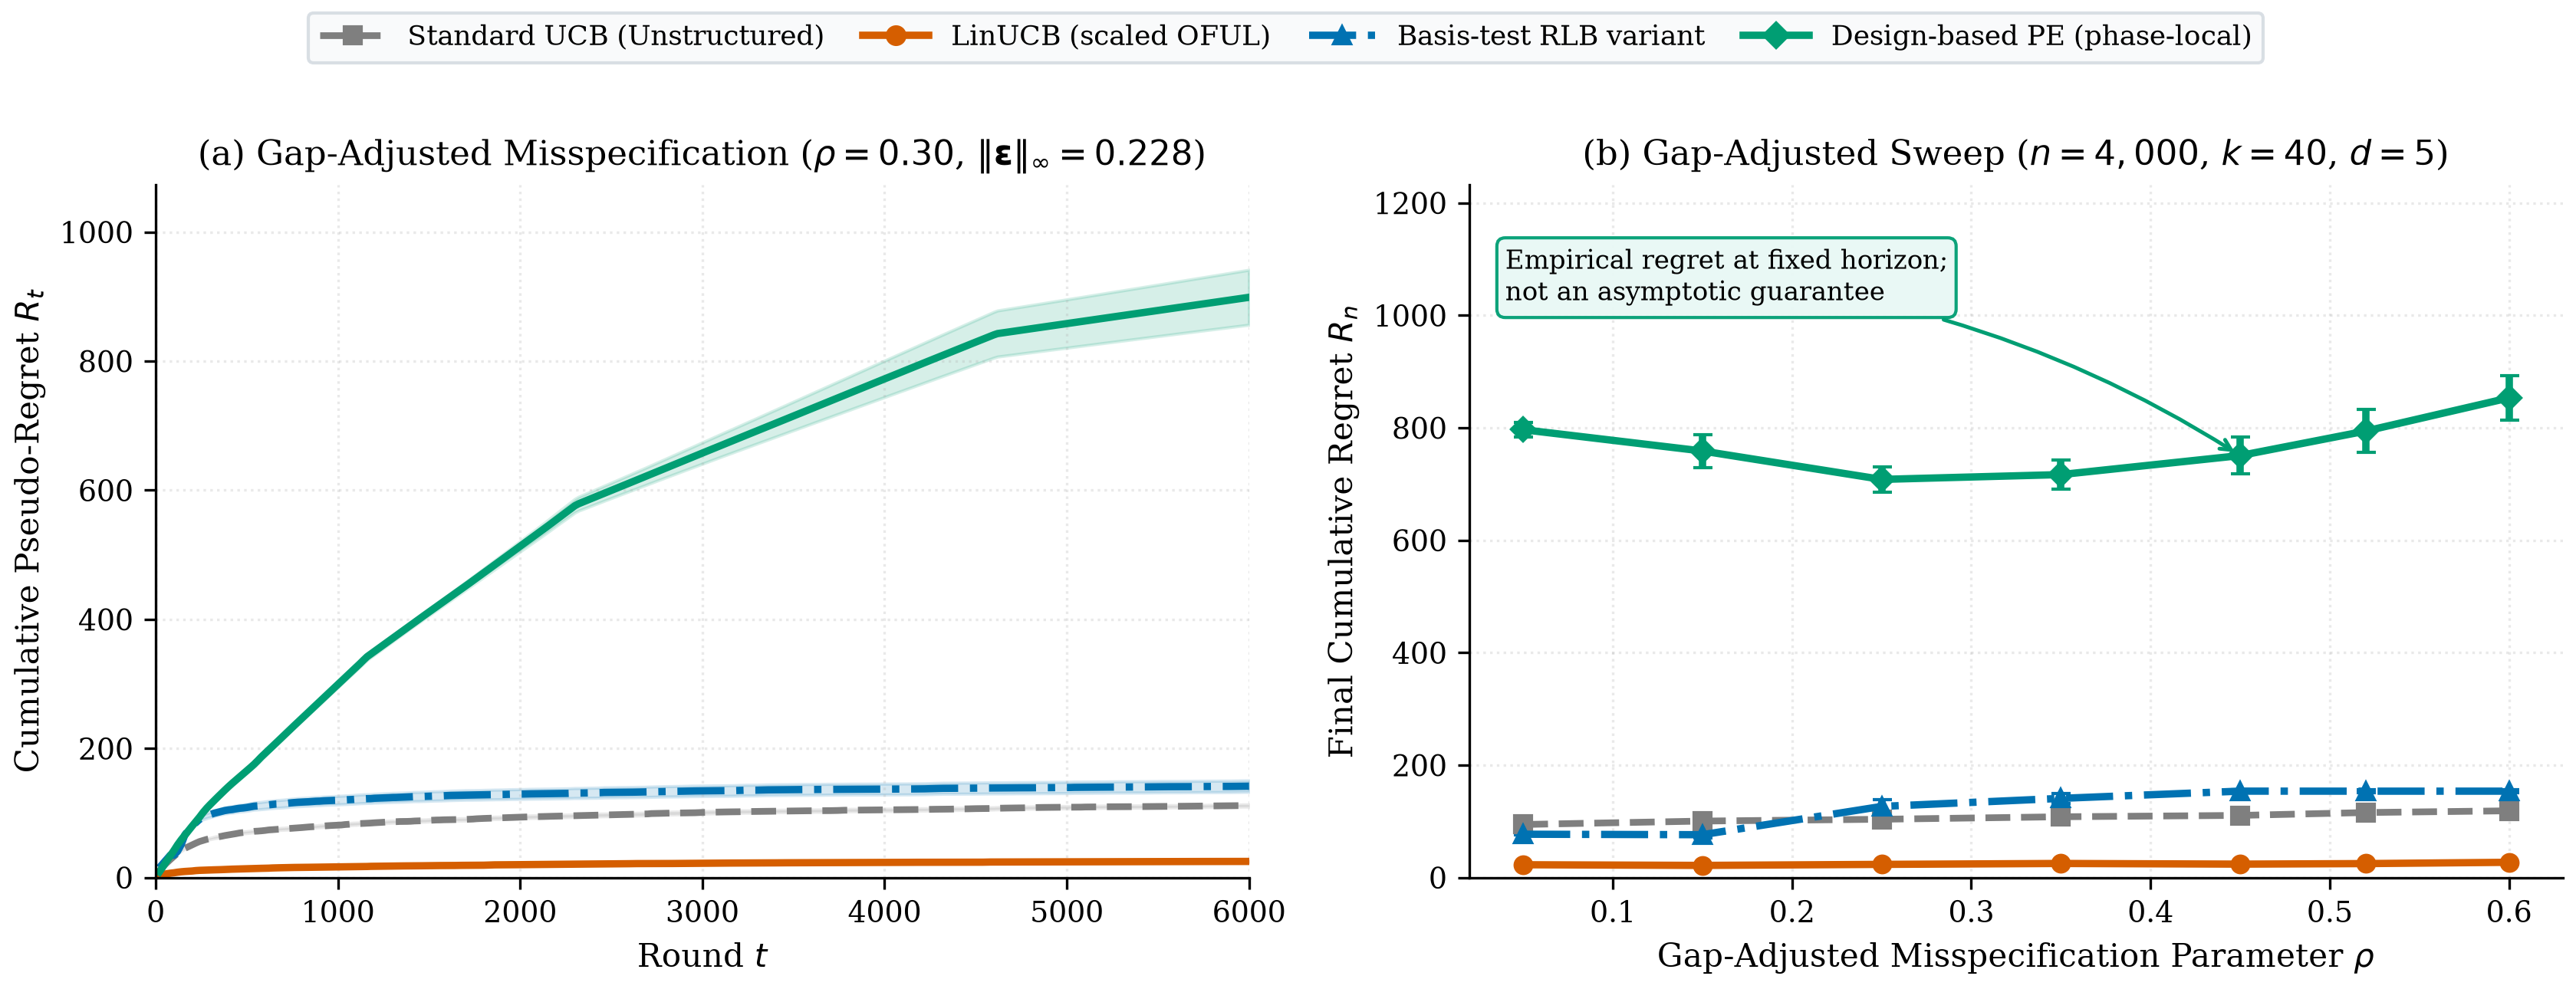 Standard UCB (Unstructured) LinUCB (scaled OFUL) Basis-test RLB variant Design-based PE (phase-local)
(a) Gap-Adjusted Misspecification (ρ = 0.30, ‖ε‖∞ = 0.228)
Cumulative Pseudo-Regret Rt
1000
800
600
400
200
0
0 1000 2000 3000 4000 5000 6000
Round t
(b) Gap-Adjusted Sweep (n = 4,000, k = 40, d = 5)
Final Cumulative Regret Rn
1200
1000
800
600
400
200
0
Empirical regret at fixed horizon;
not an asymptotic guarantee
0.1 0.2 0.3 0.4 0.5 0.6
Gap-Adjusted Misspecification Parameter ρ